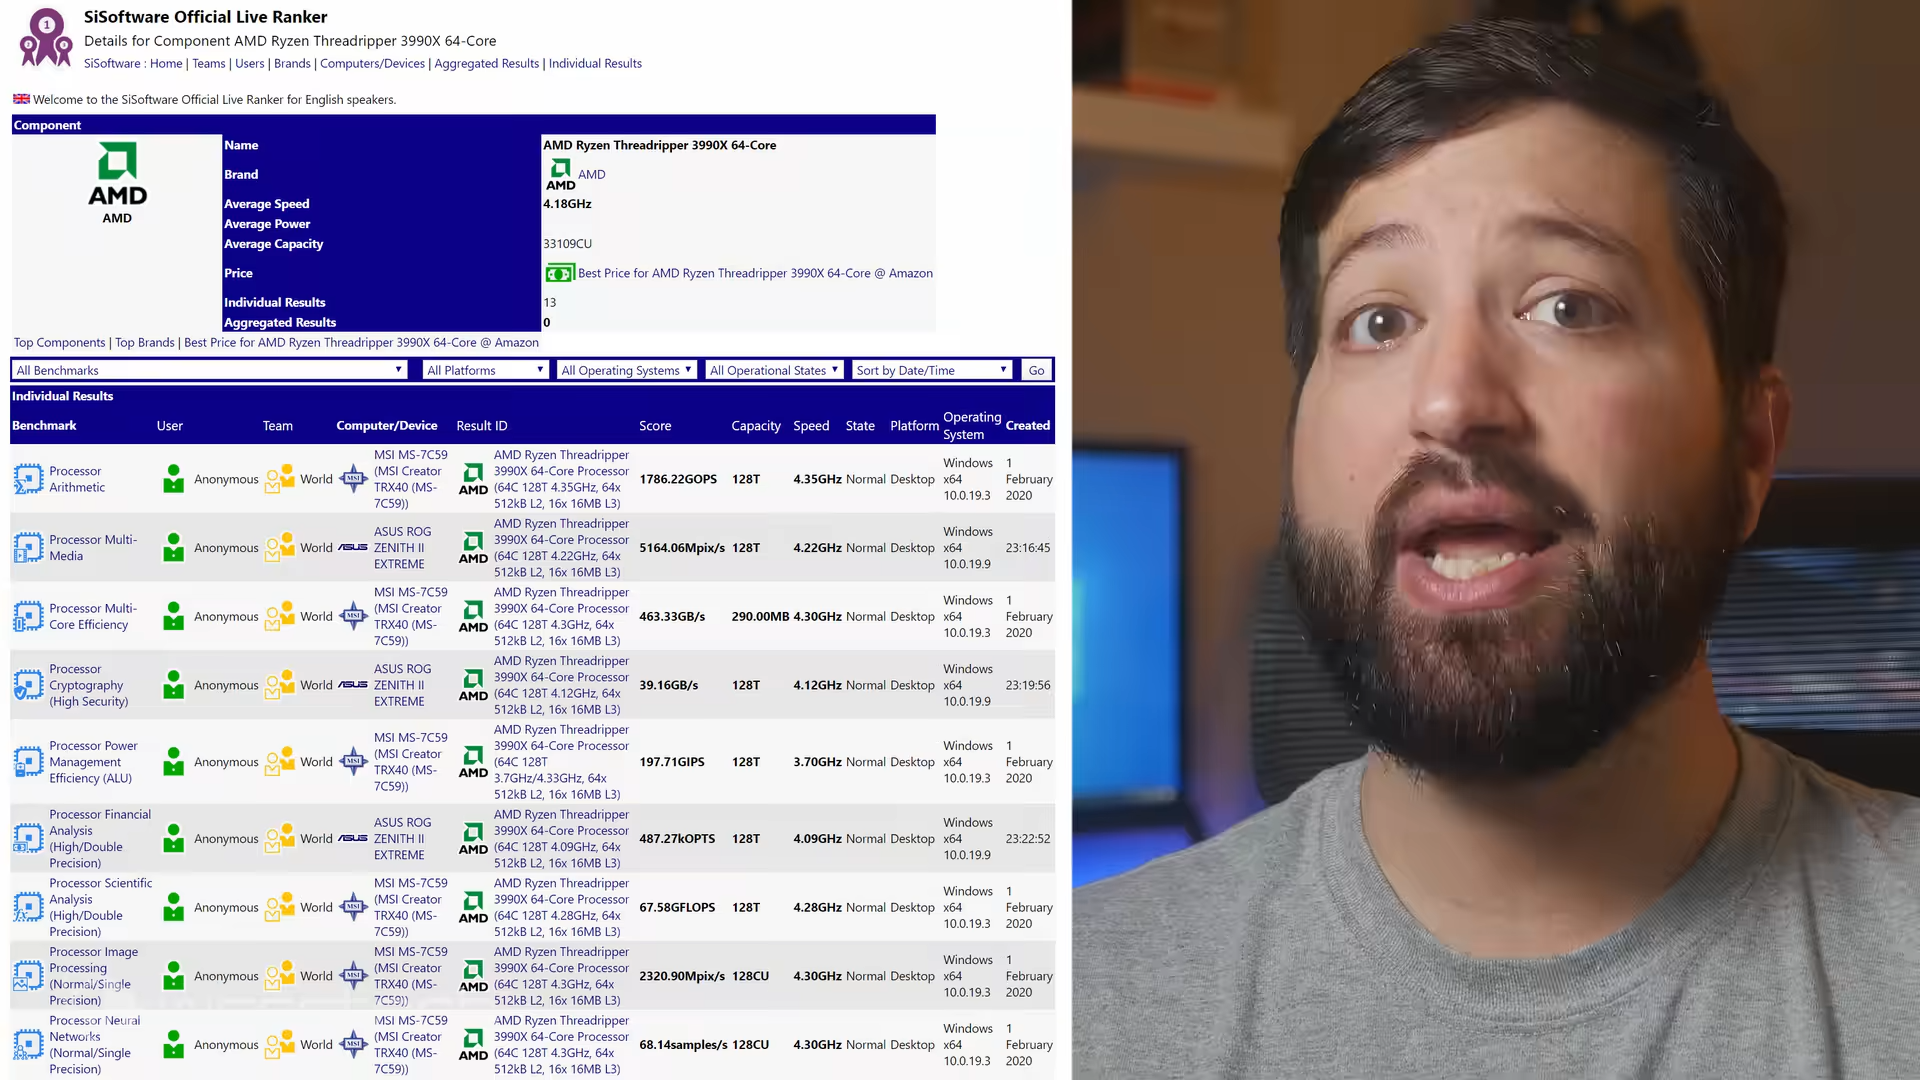 SiSoftware Official Live Ranker
Details for Component AMD Ryzen Threadripper 3990X 64-Core
SiSoftware : Home | Teams | Users | Brands | Computers/Devices | Aggregated Results | Individual Results
Welcome to the SiSoftware Official Live Ranker for English speakers.
Component
AMD
AMD
Name AMD Ryzen Threadripper 3990X 64-Core
Brand AMD AMD
Average Speed 4.18GHz
Average Power
Average Capacity 33109CU
Price Best Price for AMD Ryzen Threadripper 3990X 64-Core @ Amazon
Individual Results 13
Aggregated Results 0
Top Components | Top Brands | Best Price for AMD Ryzen Threadripper 3990X 64-Core @ Amazon
All Benchmarks All Platforms All Operating Systems All Operational States Sort by Date/Time Go
Individual Results
Benchmark User Team Computer/Device Result ID Score Capacity Speed State Platform Operating System Created
Processor Arithmetic Anonymous World MSI MSI MS-7C59 (MSI Creator TRX40 (MS-7C59)) AMD AMD Ryzen Threadripper 3990X 64-Core Processor (64C 128T 4.35GHz, 64x 512kB L2, 16x 16MB L3) 1786.22GOPS 128T 4.35GHz Normal Desktop Windows x64 10.0.19.3 1 February 2020
Processor Multi-Media Anonymous World ASUS ASUS ROG ZENITH II EXTREME AMD AMD Ryzen Threadripper 3990X 64-Core Processor (64C 128T 4.22GHz, 64x 512kB L2, 16x 16MB L3) 5164.06Mpix/s 128T 4.22GHz Normal Desktop Windows x64 10.0.19.9 23:16:45
Processor Multi-Core Efficiency Anonymous World MSI MSI MS-7C59 (MSI Creator TRX40 (MS-7C59)) AMD AMD Ryzen Threadripper 3990X 64-Core Processor (64C 128T 4.3GHz, 64x 512kB L2, 16x 16MB L3) 463.33GB/s 290.00MB 4.30GHz Normal Desktop Windows x64 10.0.19.3 1 February 2020
Processor Cryptography (High Security) Anonymous World ASUS ASUS ROG ZENITH II EXTREME AMD AMD Ryzen Threadripper 3990X 64-Core Processor (64C 128T 4.12GHz, 64x 512kB L2, 16x 16MB L3) 39.16GB/s 128T 4.12GHz Normal Desktop Windows x64 10.0.19.9 23:19:56
Processor Power Management Efficiency (ALU) Anonymous World MSI MSI MS-7C59 (MSI Creator TRX40 (MS-7C59)) AMD AMD Ryzen Threadripper 3990X 64-Core Processor (64C 128T 3.7GHz/4.33GHz, 64x 512kB L2, 16x 16MB L3) 197.71GIPS 128T 3.70GHz Normal Desktop Windows x64 10.0.19.3 1 February 2020
Processor Financial Analysis (High/Double Precision) Anonymous World ASUS ASUS ROG ZENITH II EXTREME AMD AMD Ryzen Threadripper 3990X 64-Core Processor (64C 128T 4.09GHz, 64x 512kB L2, 16x 16MB L3) 487.27kOPTS 128T 4.09GHz Normal Desktop Windows x64 10.0.19.9 23:22:52
Processor Scientific Analysis (High/Double Precision) Anonymous World MSI MSI MS-7C59 (MSI Creator TRX40 (MS-7C59)) AMD AMD Ryzen Threadripper 3990X 64-Core Processor (64C 128T 4.28GHz, 64x 512kB L2, 16x 16MB L3) 67.58GFLOPS 128T 4.28GHz Normal Desktop Windows x64 10.0.19.3 1 February 2020
Processor Image Processing (Normal/Single Precision) Anonymous World MSI MSI MS-7C59 (MSI Creator TRX40 (MS-7C59)) AMD AMD Ryzen Threadripper 3990X 64-Core Processor (64C 128T 4.3GHz, 64x 512kB L2, 16x 16MB L3) 2320.90Mpix/s 128CU 4.30GHz Normal Desktop Windows x64 10.0.19.3 1 February 2020
Processor Neural Networks (Normal/Single Precision) Anonymous World MSI MSI MS-7C59 (MSI Creator TRX40 (MS-7C59)) AMD AMD Ryzen Threadripper 3990X 64-Core Processor (64C 128T 4.3GHz, 64x 512kB L2, 16x 16MB L3) 68.14samples/s 128CU 4.30GHz Normal Desktop Windows x64 10.0.19.3 1 February 2020